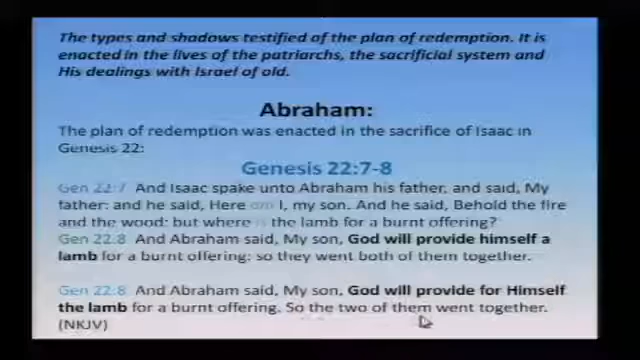 The types and shadows testified of the plan of redemption. It is
enacted in the lives of the patriarchs, the sacrificial system and
His dealings with Israel of old.
Abraham:
The plan of redemption was enacted in the sacrifice of Isaac in
Genesis 22:
Genesis 22:7-8
Gen 22:7 And Isaac spake unto Abraham his father, and said, My
father: and he said, Here am I, my son. And he said, Behold the fire
and the wood: but where is the lamb for a burnt offering?
Gen 22:8 And Abraham said, My son, God will provide himself a
lamb for a burnt offering: so they went both of them together.
Gen 22:8 And Abraham said, My son, God will provide for Himself
the lamb for a burnt offering. So the two of them went together.
(NKJV)